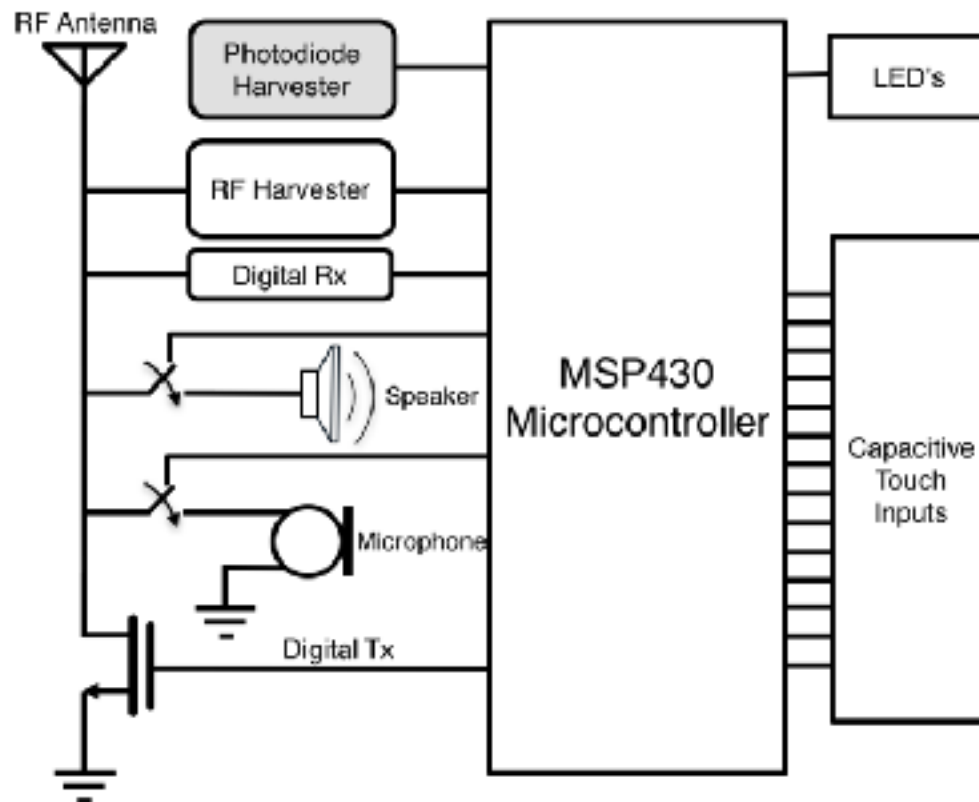 RF Antenna
Photodiode
Harvester
LED's
RF Harvester
Digital Rx
Speaker
MSP430
Microcontroller
Capacitive
Touch
Inputs
Microphone
Digital Tx